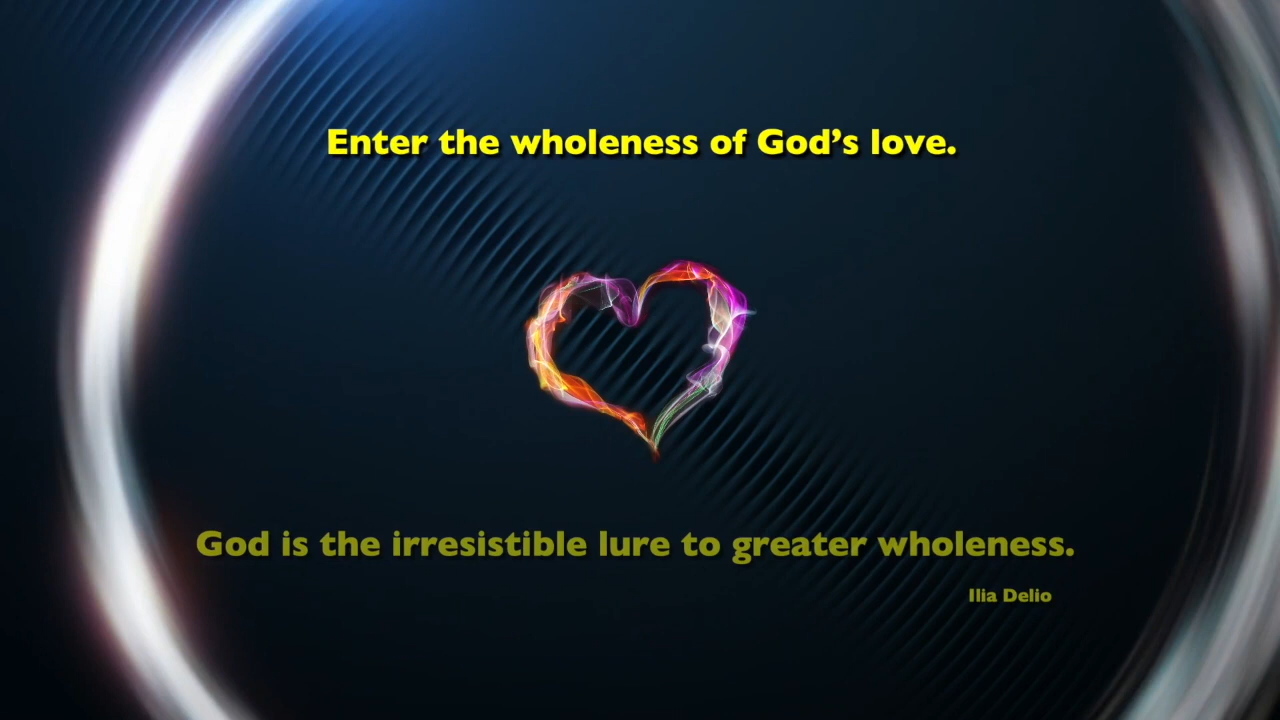 Enter the wholeness of God’s love.
God is the irresistible lure to greater wholeness.
Ilia Delio